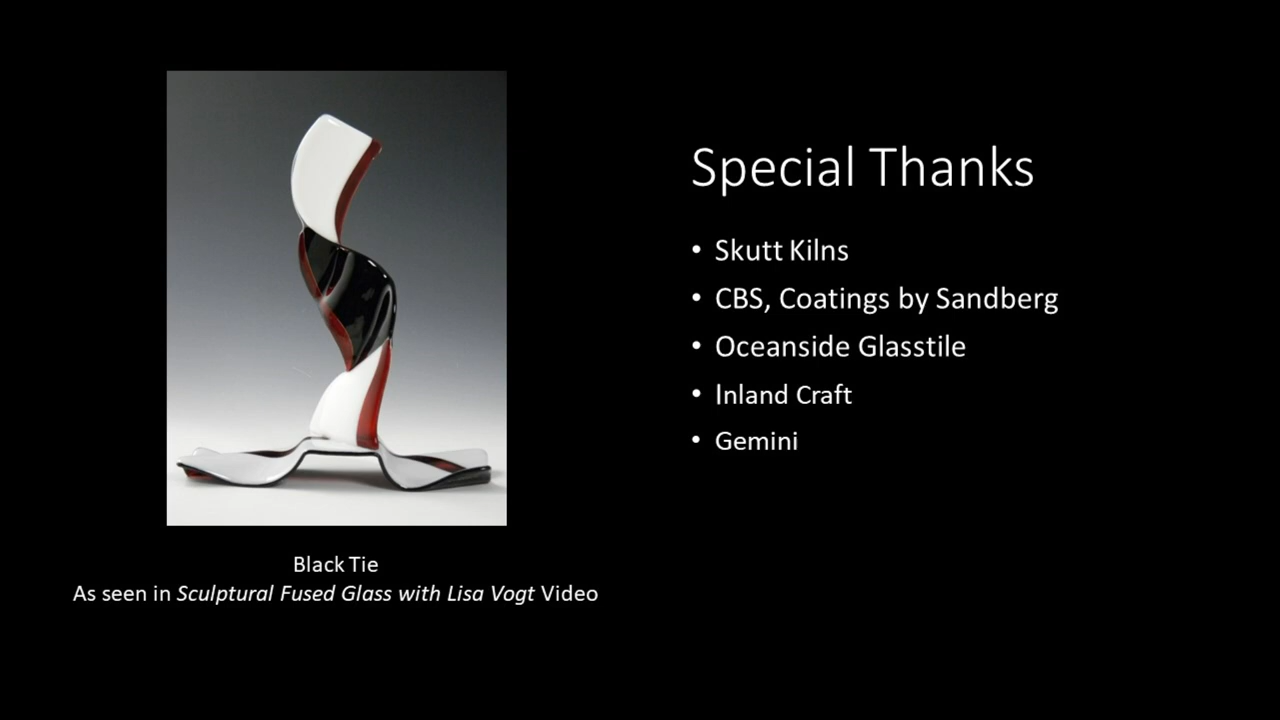 Special Thanks
• Skutt Kilns
• CBS, Coatings by Sandberg
• Oceanside Glasstile
• Inland Craft
• Gemini
Black Tie
As seen in Sculptural Fused Glass with Lisa Vogt Video